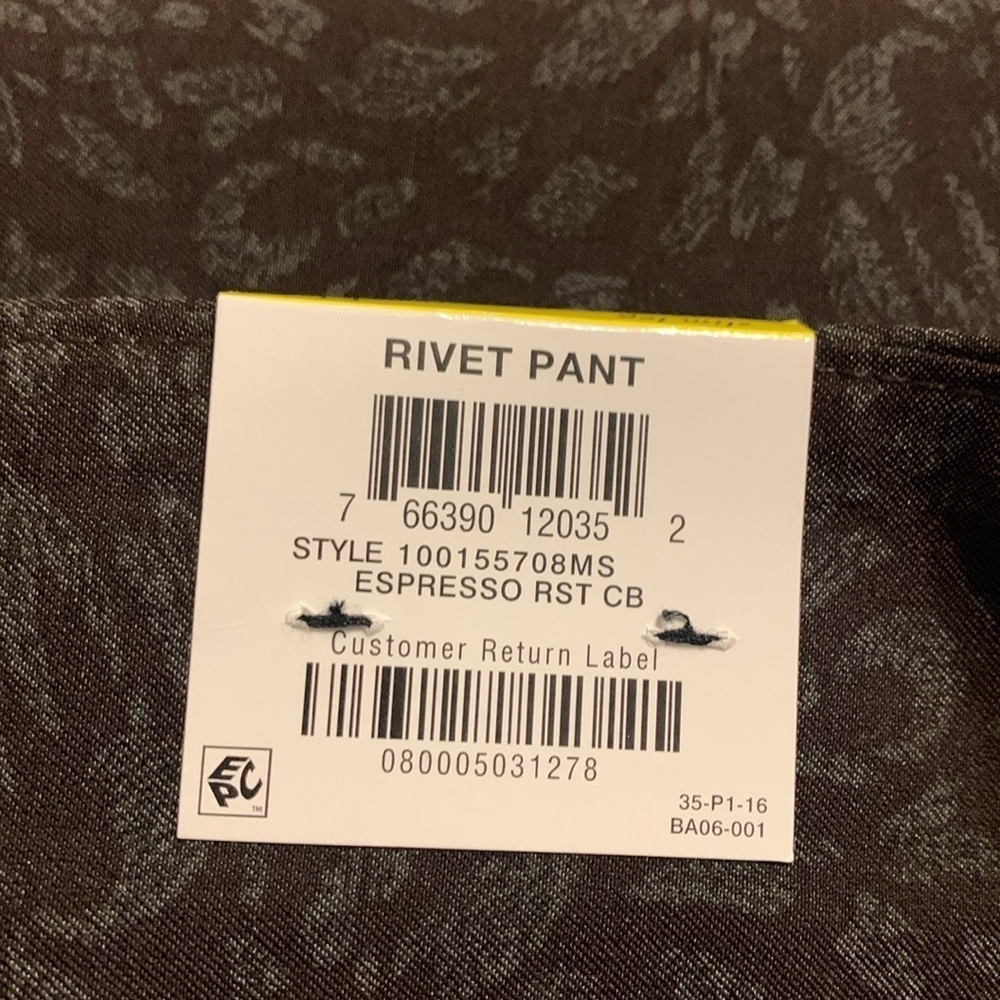 RIVET PANT
7 66390 12035 2
STYLE 100155708MS
ESPRESSO RST CB
Customer Return Label
080005031278
EPC
TM
35-P1-16
BA06-001